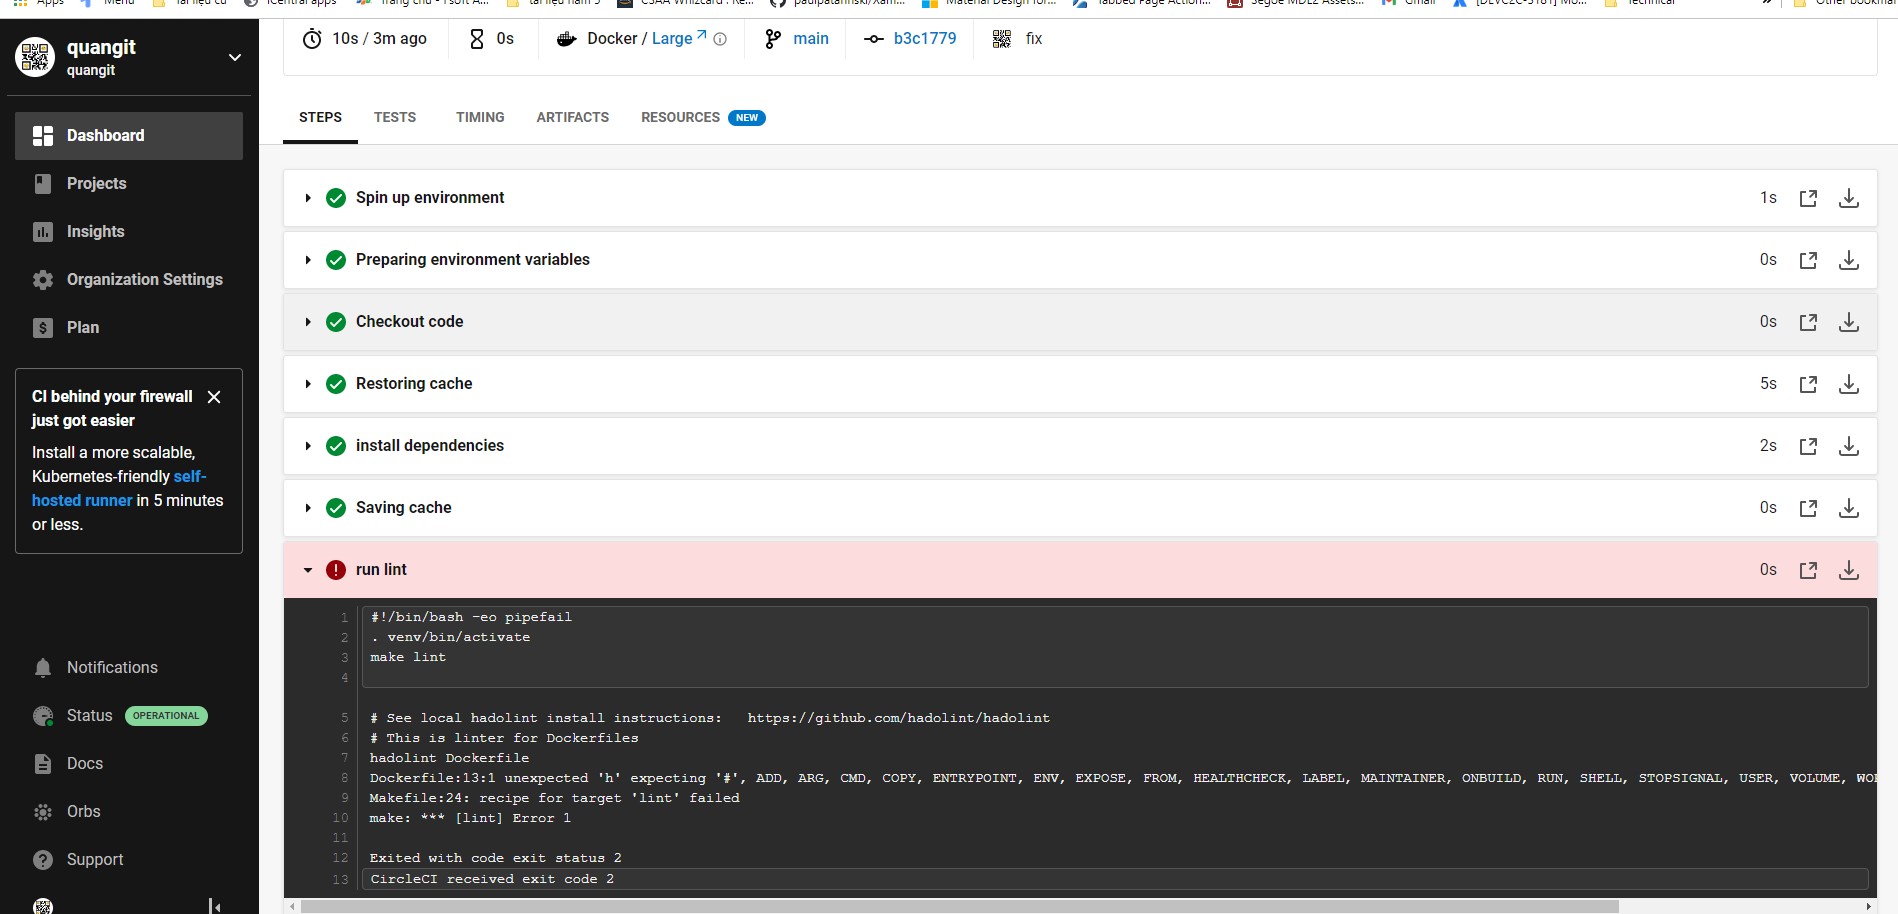 Apps
Menu
Tài liệu cũ
iCentral apps
Trang chủ - Tsoft A...
tài liệu năm 5
CSAA Whizcard : Re...
paulpatarinski/Xam...
Material Design for...
Tabbed Page Action...
Segoe MDL2 Assets...
Gmail
[DEVC2C-5181] Mo...
Technical
»
Other bookmar
quangit
quangit
Dashboard
Projects
Insights
Organization Settings
Plan
CI behind your firewall
just got easier
Install a more scalable,
Kubernetes-friendly self-
hosted runner in 5 minutes
or less.
Notifications
Status OPERATIONAL
Docs
Orbs
Support
10s / 3m ago
0s
Docker / Large
main
b3c1779
fix
STEPS
TESTS
TIMING
ARTIFACTS
RESOURCES NEW
Spin up environment 1s
Preparing environment variables 0s
Checkout code 0s
Restoring cache 5s
install dependencies 2s
Saving cache 0s
run lint 0s
1 #!/bin/bash -eo pipefail
2 . venv/bin/activate
3 make lint
4
5 # See local hadolint install instructions:   https://github.com/hadolint/hadolint
6 # This is linter for Dockerfiles
7 hadolint Dockerfile
8 Dockerfile:13:1 unexpected 'h' expecting '#', ADD, ARG, CMD, COPY, ENTRYPOINT, ENV, EXPOSE, FROM, HEALTHCHECK, LABEL, MAINTAINER, ONBUILD, RUN, SHELL, STOPSIGNAL, USER, VOLUME, WO
9 Makefile:24: recipe for target 'lint' failed
10 make: *** [lint] Error 1
11
12 Exited with code exit status 2
13 CircleCI received exit code 2